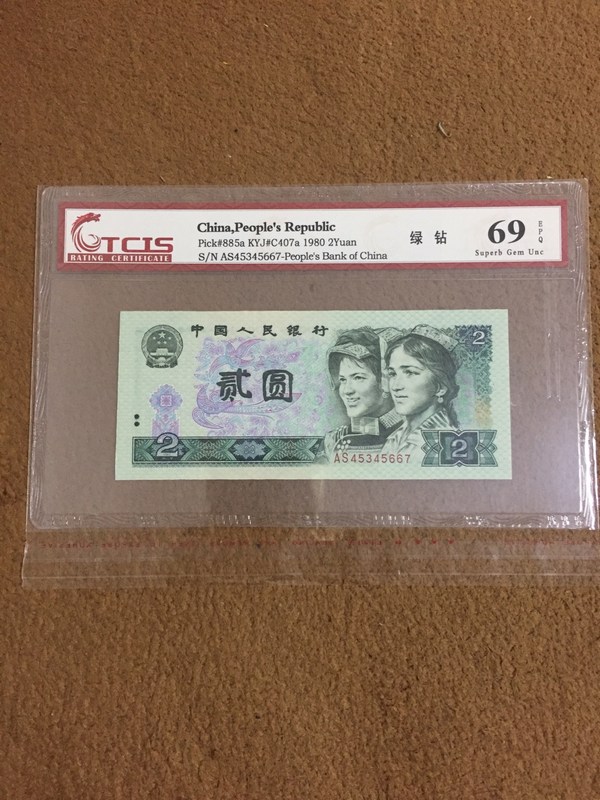 TCIS
RATING CERTIFICATE
China,People's Republic
Pick#885a KYJ#C407a 1980 2Yuan
S/N AS45345667-People's Bank of China
绿 钻
69
EPQ
Superb Gem Unc
中国人民银行
贰圆
2
2
2
AS45345667